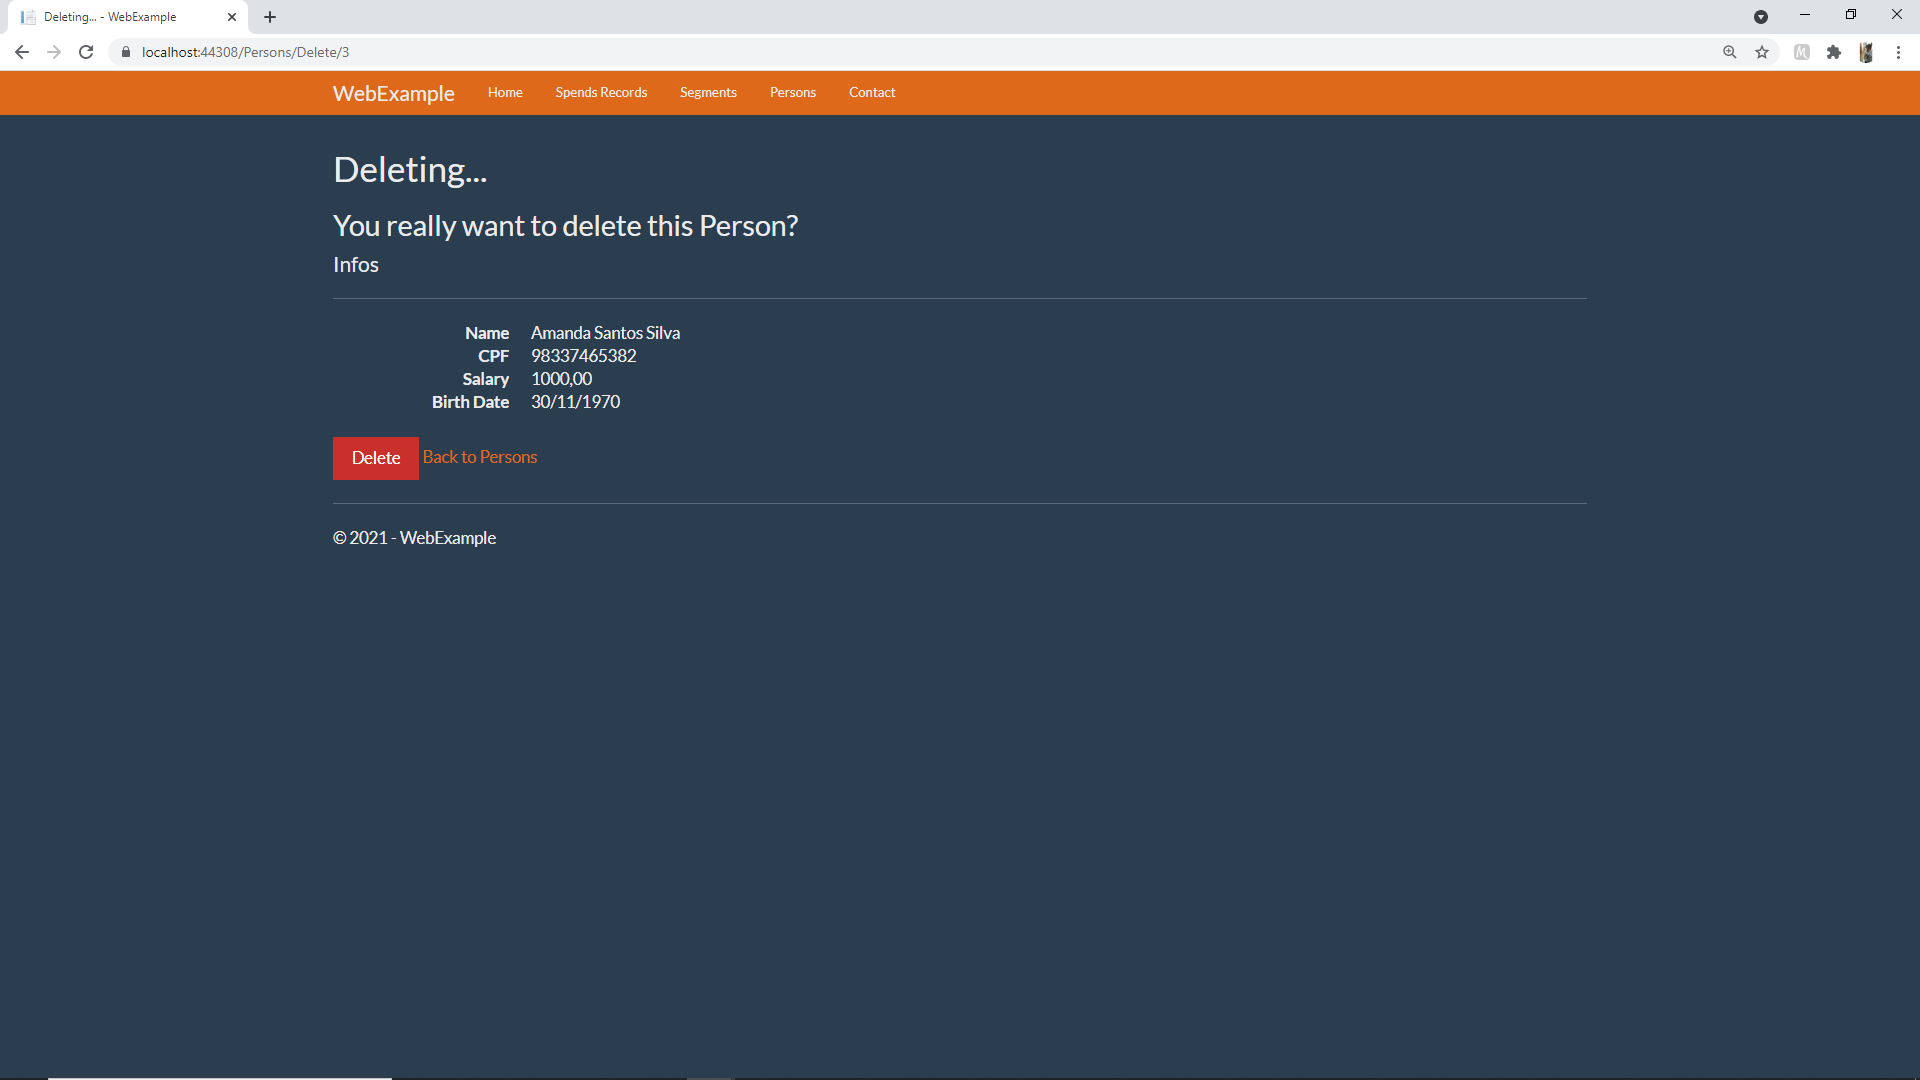 Deleting... - WebExample
localhost:44308/Persons/Delete/3
WebExample Home Spends Records Segments Persons Contact
Deleting...
You really want to delete this Person?
Infos
Name Amanda Santos Silva
CPF 98337465382
Salary 1000,00
Birth Date 30/11/1970
Delete Back to Persons
© 2021 - WebExample